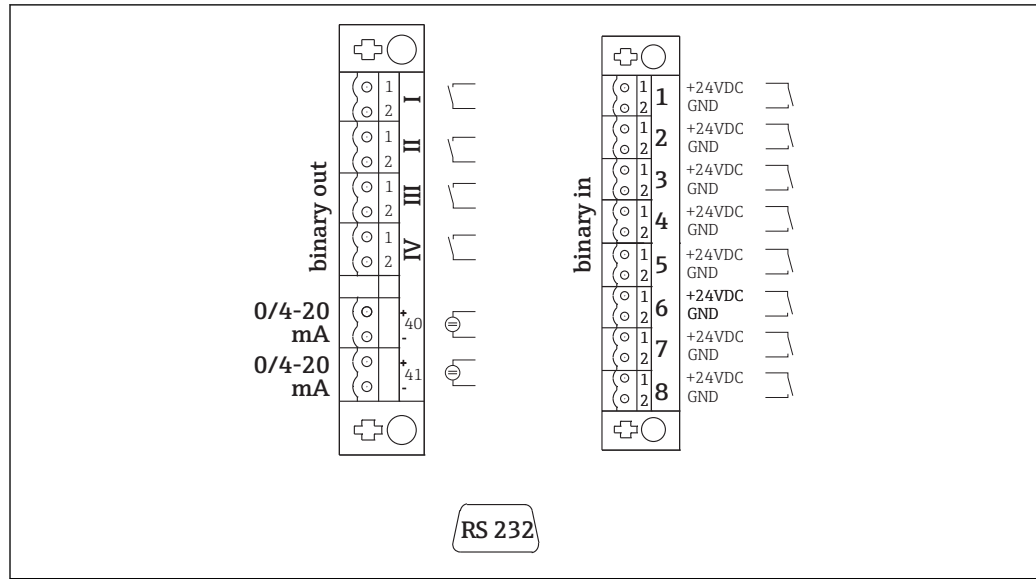 binary out
1 I
2
1 II
2
1 III
2
1 IV
2
0/4-20 mA
+
40
-
0/4-20 mA
+
41
-
binary in
1 1 +24VDC
2 GND
1 2 +24VDC
2 GND
1 3 +24VDC
2 GND
1 4 +24VDC
2 GND
1 5 +24VDC
2 GND
1 6 +24VDC
2 GND
1 7 +24VDC
2 GND
1 8 +24VDC
2 GND
RS 232